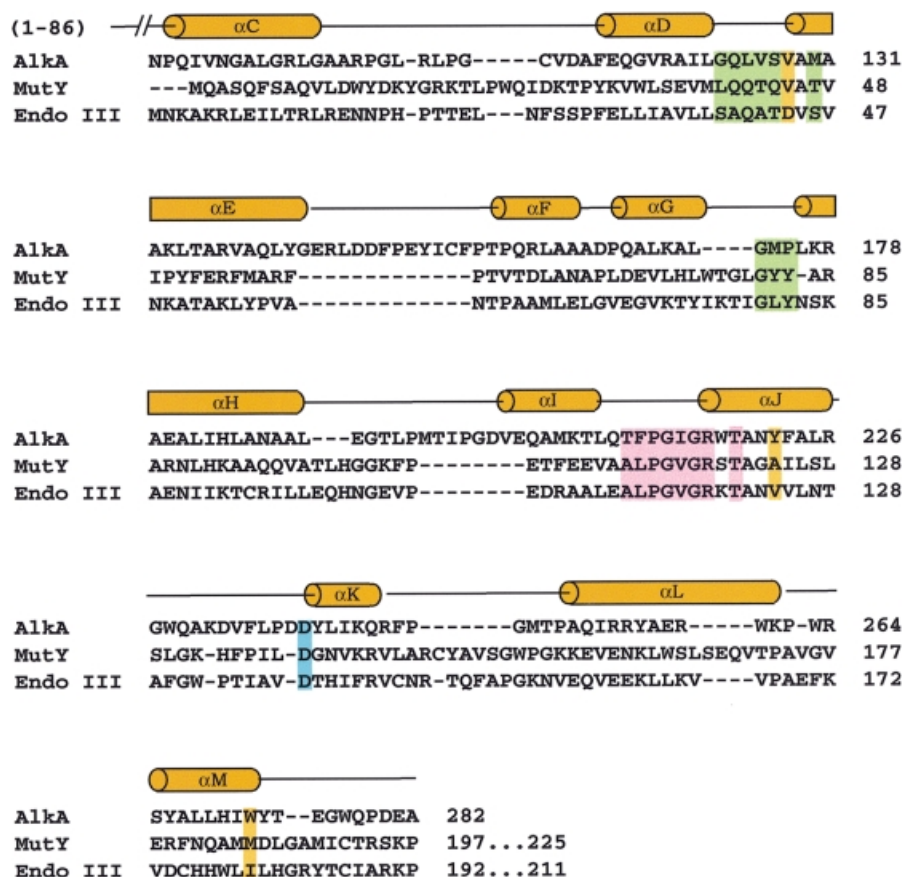 (1-86) αC αD
AlkA NPQIVNGALGRLGAARPGL-RLPG-----CVDAFEQGVRAILGQLVSVAMA 131
MutY ---MQASQFSAQVLDWYDKYGRKTLPWQIDKTPYKVWLSEVMLQQTQVATV 48
Endo III MNKAKRLEILTRLRENNPH-PTTEL---NFSSPFELLIAVLLSAQATDVSV 47
αE αF αG
AlkA AKLTARVAQLYGERLDDFPEYICFPTPQRLAAADPQALKAL----GMPLKR 178
MutY IPYFERFMARF-------------PTVTDLANAPLDEVLHLWTGLGYY-AR 85
Endo III NKATAKLYPVA-------------NTPAAMLELGVEGVKTYIKTIGLYNSK 85
αH αI αJ
AlkA AEALIHLANAAL---EGTLPMTIPGDVEQAMKTLQTFPGIGRWTANYFALR 226
MutY ARNLHKAAQQVATLHGGKFP--------ETFEEVAALPGVGRSTAGAILSL 128
Endo III AENIIKTCRILLEQHNGEVP--------EDRAALEALPGVGRKTANVVLNT 128
αK αL
AlkA GWQAKDVFLPDDYLIKQRFP-------GMTPAQIRRYAER-----WKP-WR 264
MutY SLGK-HFPIL-DGNVKRVLARCYAVSGWPGKKEVENKLWSLSEQVTPAVGV 177
Endo III AFGW-PTIAV-DTHIFRVCNR-TQFAPGKNVEQVEEKLLKV----VPAEFK 172
αM
AlkA SYALLHIWYT--EGWQPDEA 282
MutY ERFNQAMMDLGAMICTRSKP 197...225
Endo III VDCHHWLILHGRYTCIARKP 192...211